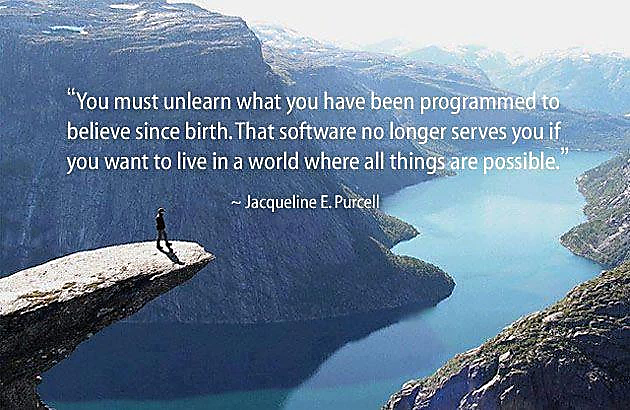 “You must unlearn what you have been programmed to
believe since birth. That software no longer serves you if
you want to live in a world where all things are possible.”
~ Jacqueline E. Purcell